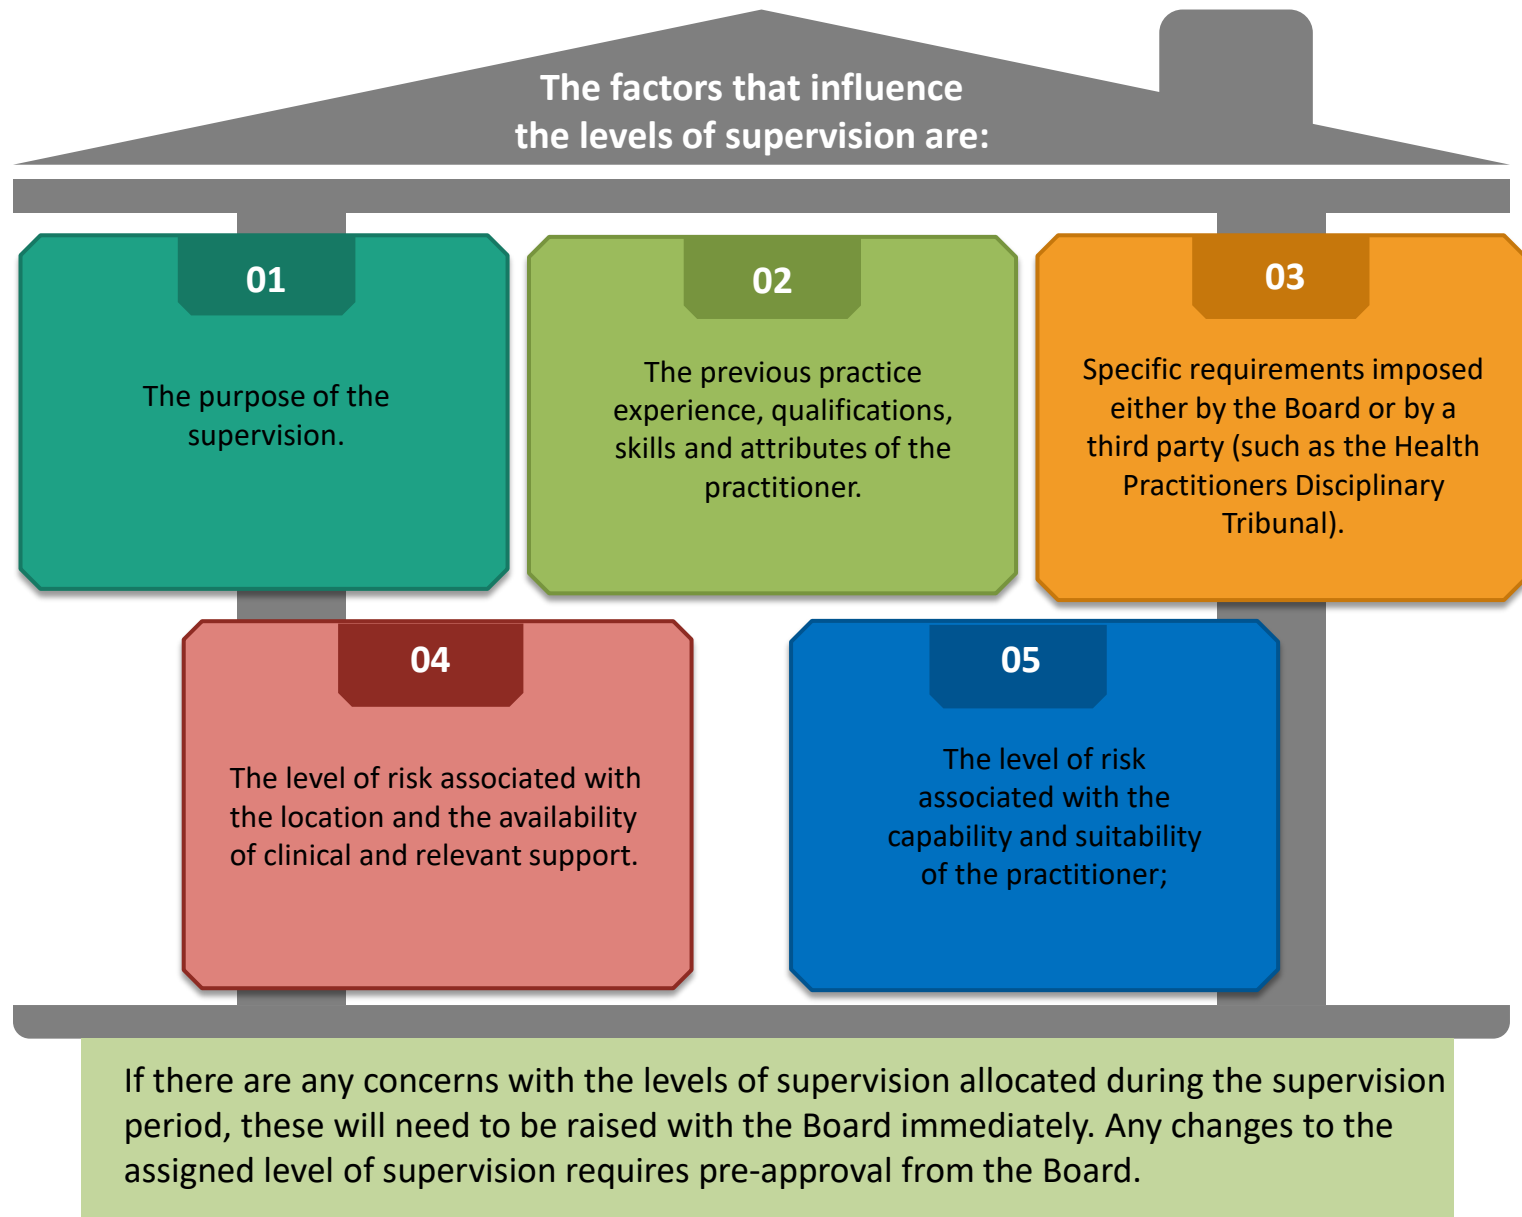 The factors that influence
the levels of supervision are:
01
The purpose of the
supervision.
02
The previous practice
experience, qualifications,
skills and attributes of the
practitioner.
03
Specific requirements imposed
either by the Board or by a
third party (such as the Health
Practitioners Disciplinary
Tribunal).
04
The level of risk associated with
the location and the availability
of clinical and relevant support.
05
The level of risk
associated with the
capability and suitability
of the practitioner;
If there are any concerns with the levels of supervision allocated during the supervision
period, these will need to be raised with the Board immediately. Any changes to the
assigned level of supervision requires pre-approval from the Board.